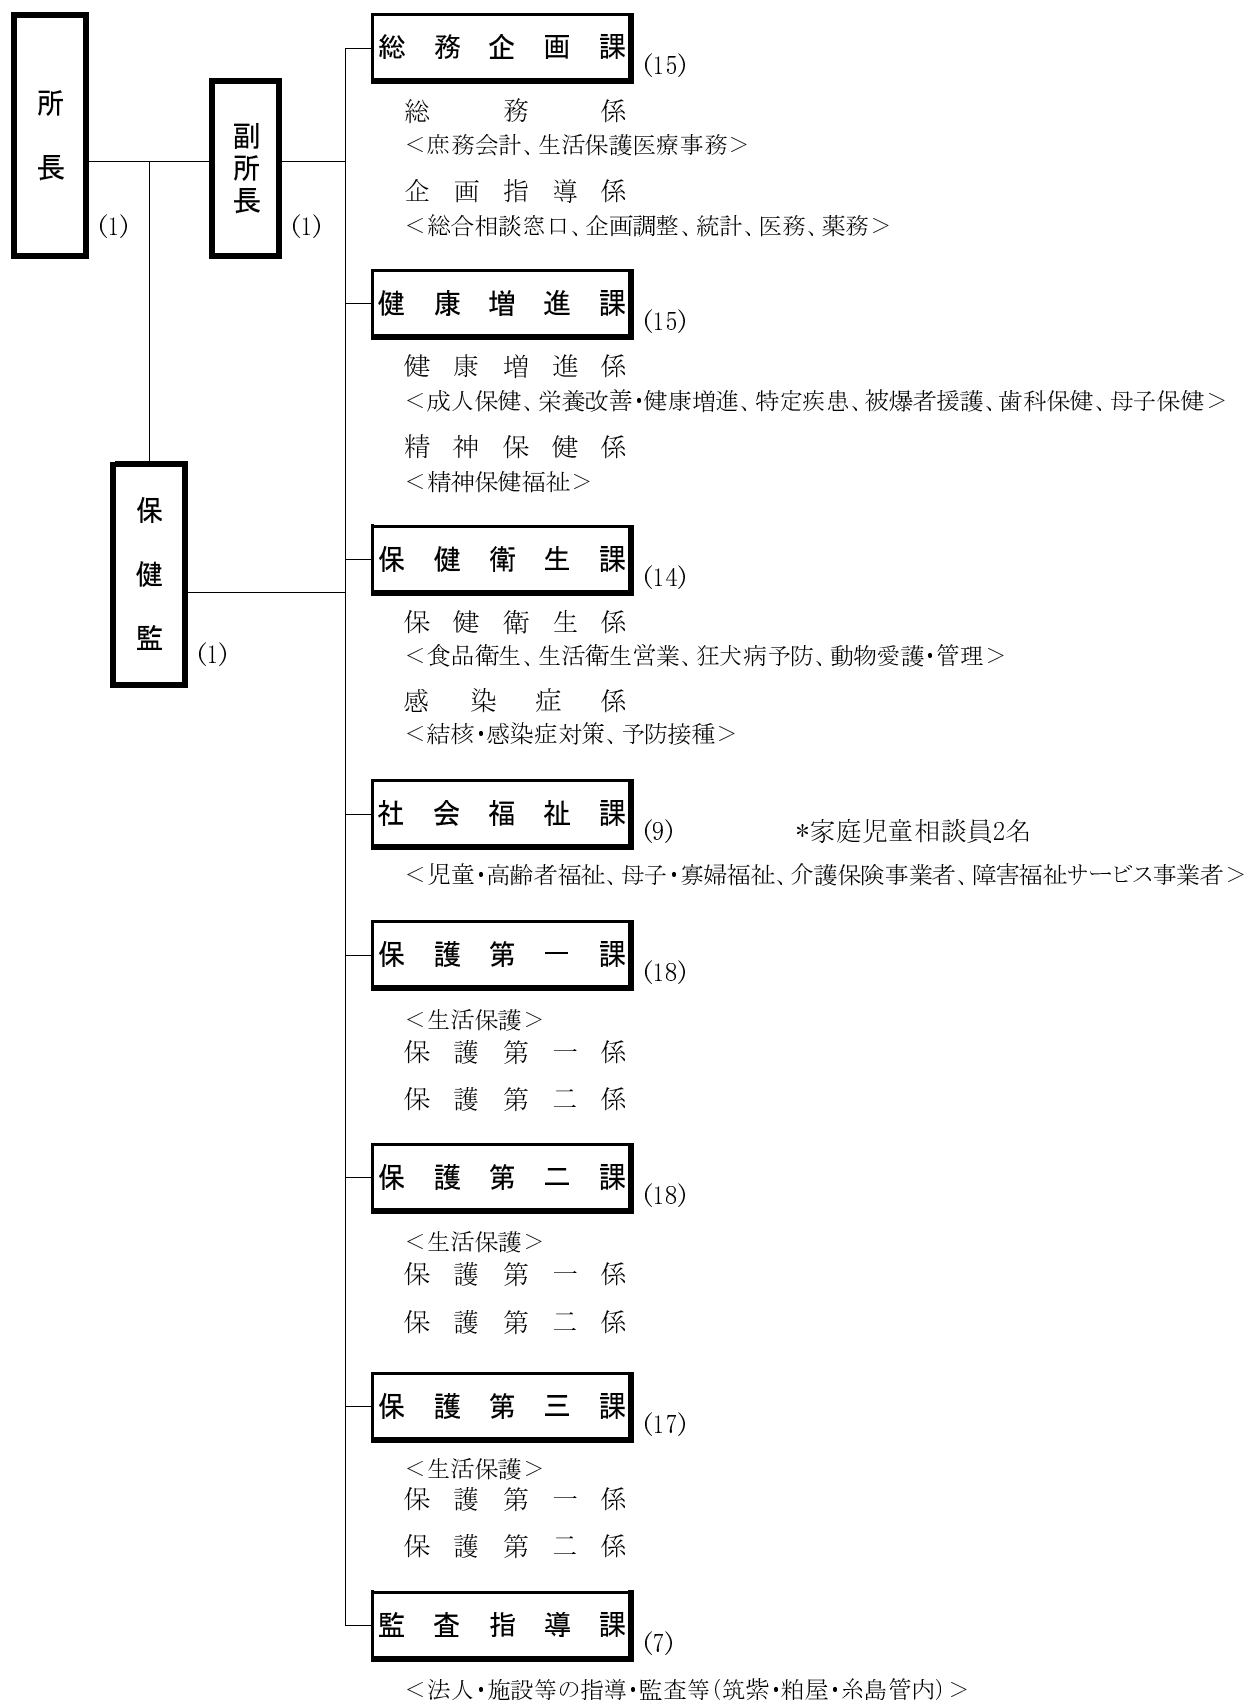 所長
(1)
副所長
(1)
保健監
(1)
総務企画課
(15)
総務係
＜庶務会計、生活保護医療事務＞
企画指導係
＜総合相談窓口、企画調整、統計、医務、薬務＞
健康増進課
(15)
健康増進係
＜成人保健、栄養改善・健康増進、特定疾患、被爆者援護、歯科保健、母子保健＞
精神保健係
＜精神保健福祉＞
保健衛生課
(14)
保健衛生係
＜食品衛生、生活衛生営業、狂犬病予防、動物愛護・管理＞
感染症係
＜結核・感染症対策、予防接種＞
社会福祉課
(9) *家庭児童相談員2名
＜児童・高齢者福祉、母子・寡婦福祉、介護保険事業者、障害福祉サービス事業者＞
保護第一課
(18)
＜生活保護＞
保護第一係
保護第二係
保護第二課
(18)
＜生活保護＞
保護第一係
保護第二係
保護第三課
(17)
＜生活保護＞
保護第一係
保護第二係
監査指導課
(7)
＜法人・施設等の指導・監査等(筑紫・粕屋・糸島管内)＞